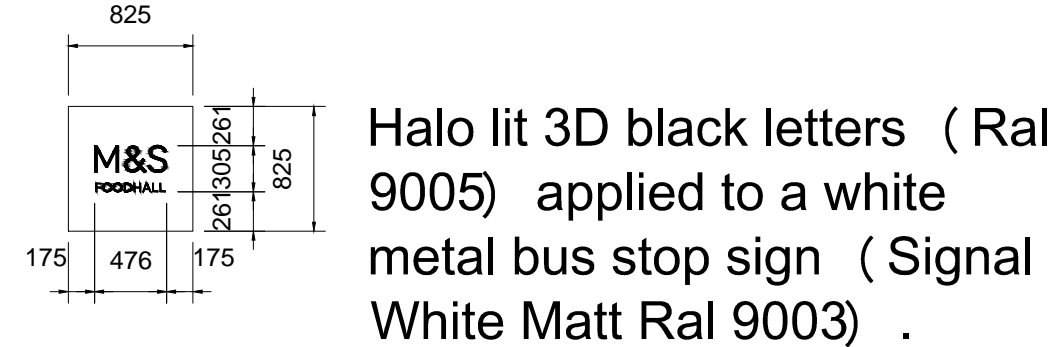 825
M&S
FOODHALL
261
305
261
825
175
476
175
Halo lit 3D black letters （Ral
9005） applied to a white
metal bus stop sign （Signal
White Matt Ral 9003） .